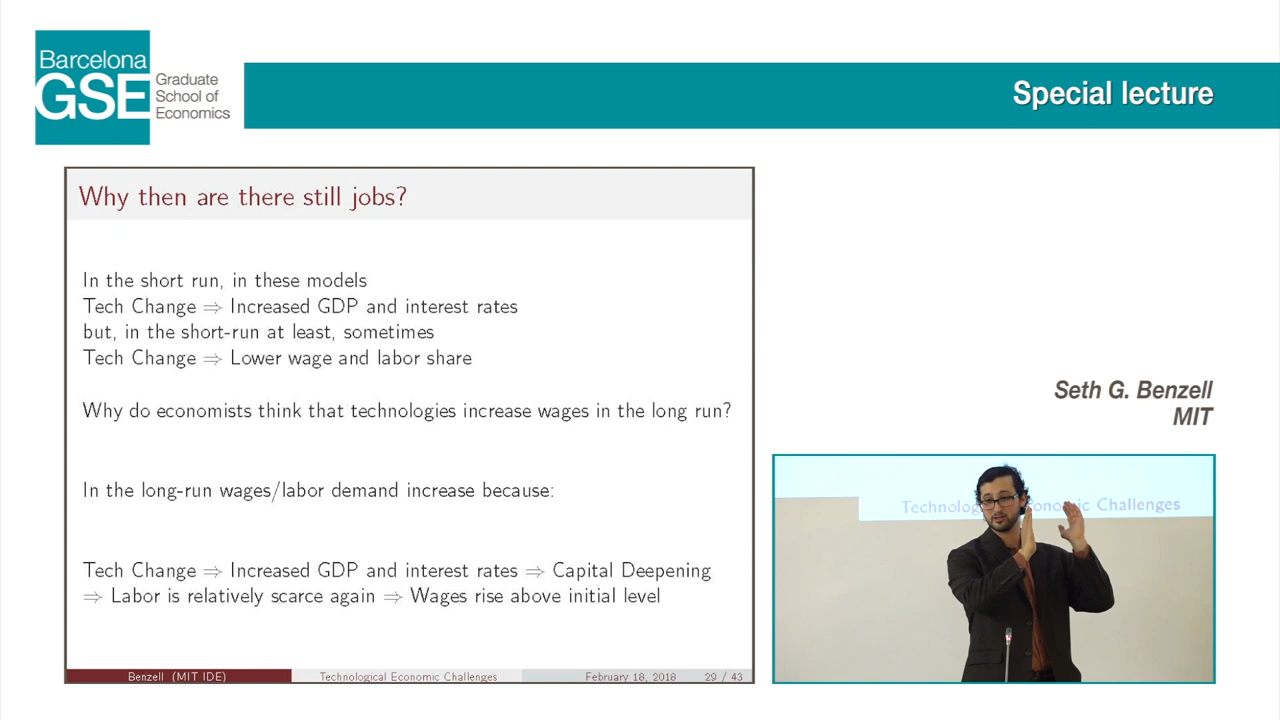 Barcelona
GSE
Graduate
School of
Economics
Special lecture
Why then are there still jobs?
In the short run, in these models
Tech Change ⇒ Increased GDP and interest rates
but, in the short-run at least, sometimes
Tech Change ⇒ Lower wage and labor share
Why do economists think that technologies increase wages in the long run?
In the long-run wages/labor demand increase because:
Tech Change ⇒ Increased GDP and interest rates ⇒ Capital Deepening
⇒ Labor is relatively scarce again ⇒ Wages rise above initial level
Benzell (MIT IDE) Technological Economic Challenges February 18, 2018 29 / 43
Seth G. Benzell
MIT
Challenges